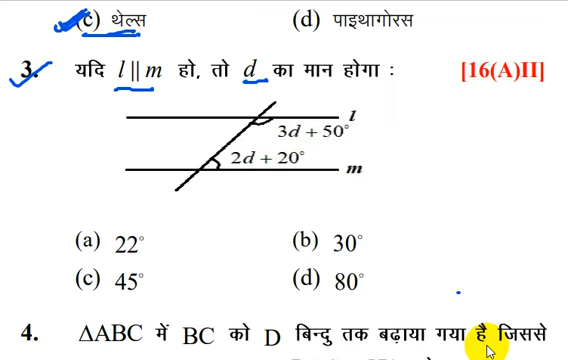 (c) थेल्स (d) पाइथागोरस
3. यदि l || m हो, तो d का मान होगा : [16(A)II]
l
3d + 50°
2d + 20°
m
(a) 22° (b) 30°
(c) 45° (d) 80°
4. ΔABC में BC को D बिन्दु तक बढ़ाया गया है जिससे